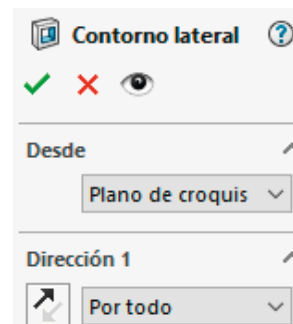 Contorno lateral ?
Desde
Plano de croquis
Dirección 1
Por todo